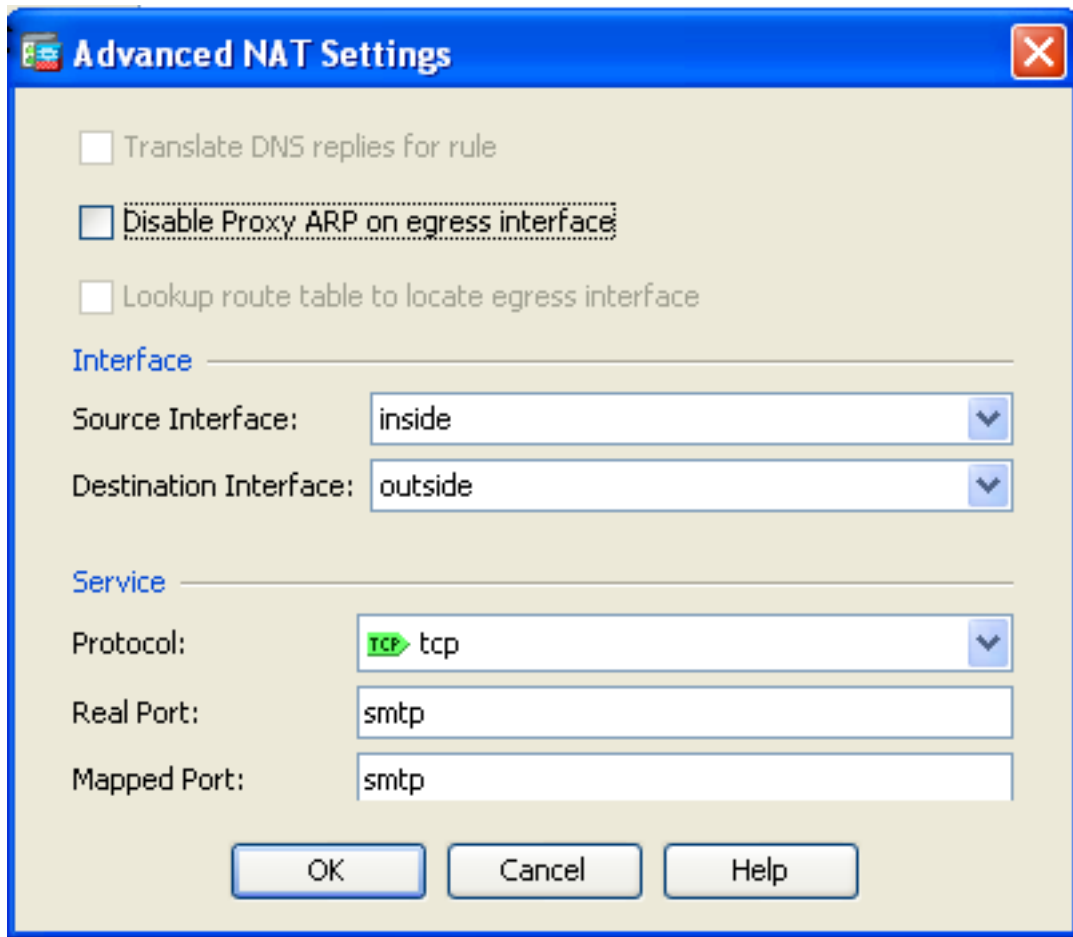 Advanced NAT Settings
Translate DNS replies for rule
Disable Proxy ARP on egress interface
Lookup route table to locate egress interface
Interface
Source Interface: inside
Destination Interface: outside
Service
Protocol: TCP tcp
Real Port: smtp
Mapped Port: smtp
OK Cancel Help